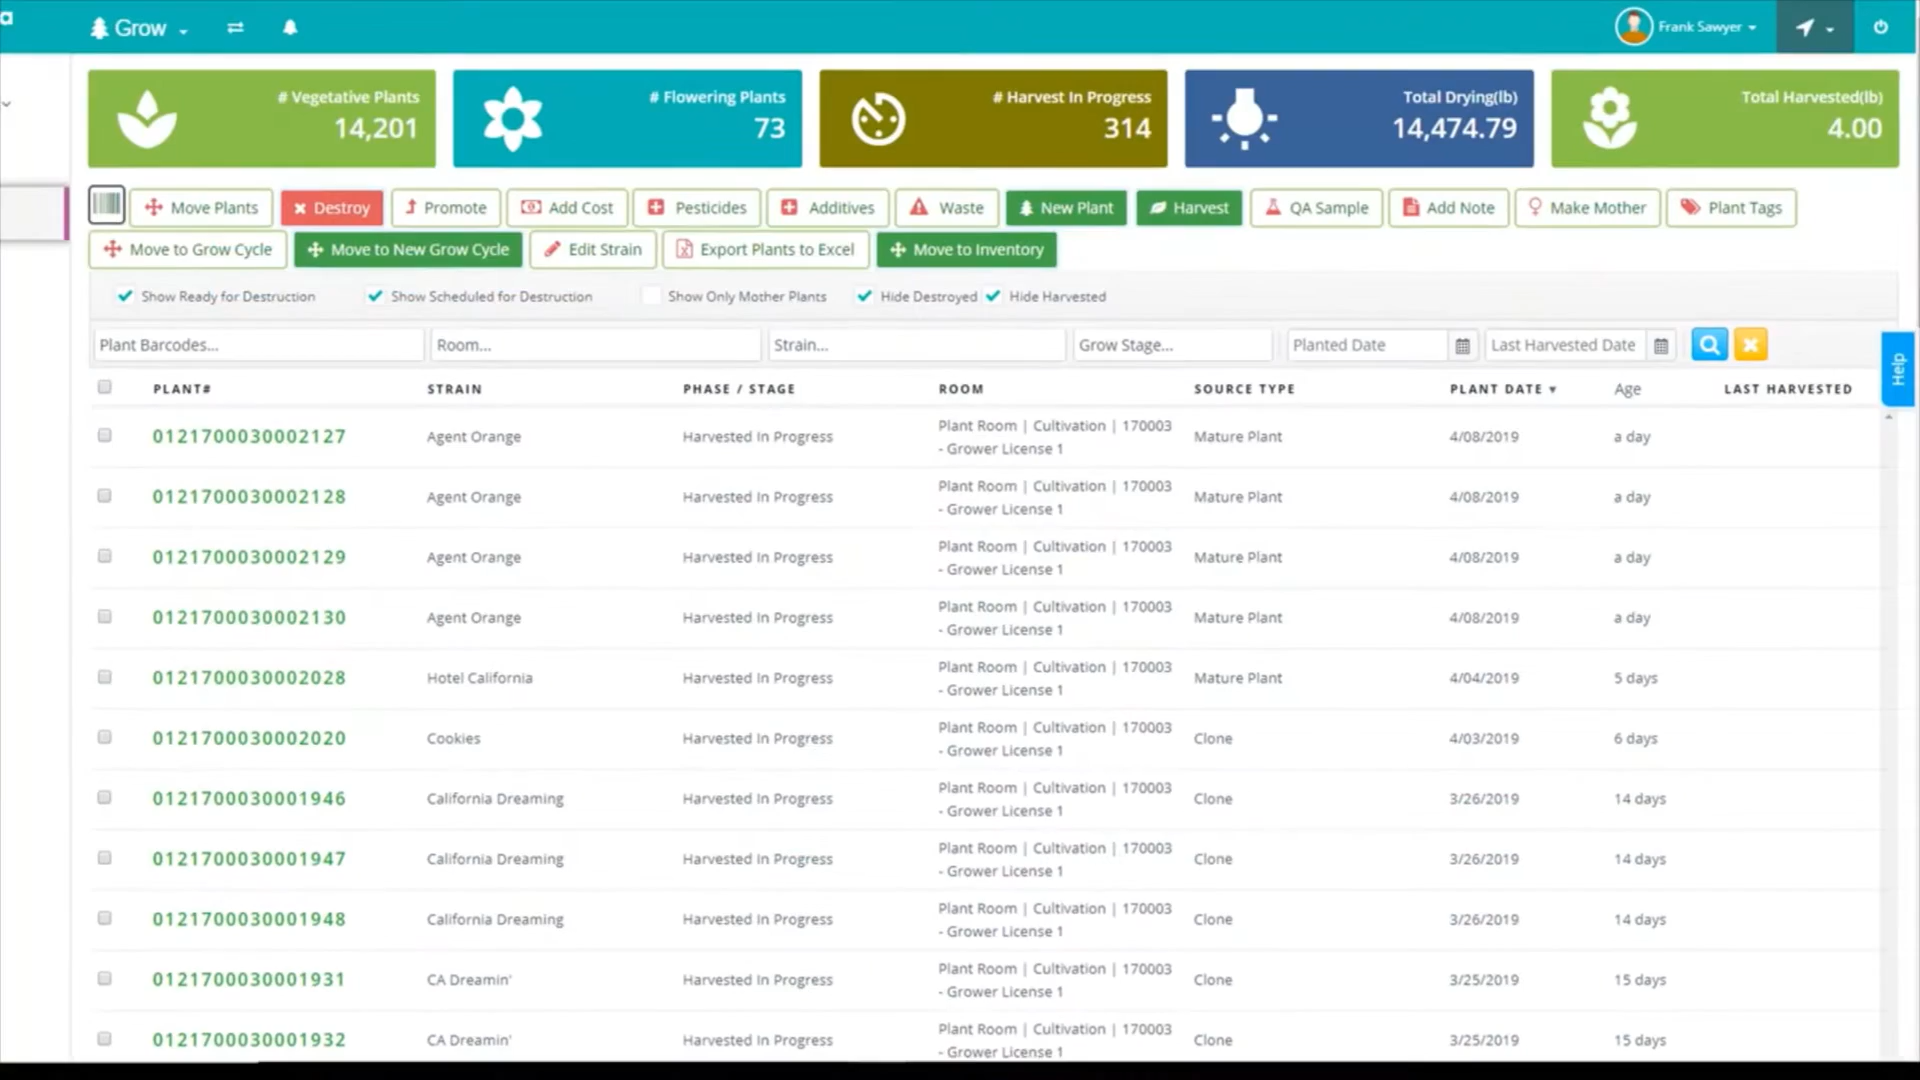 a
Grow
Frank Sawyer
# Vegetative Plants
14,201
# Flowering Plants
73
# Harvest In Progress
314
Total Drying(lb)
14,474.79
Total Harvested(lb)
4.00
Move Plants Destroy Promote Add Cost Pesticides Additives Waste New Plant Harvest QA Sample Add Note Make Mother Plant Tags
Move to Grow Cycle Move to New Grow Cycle Edit Strain Export Plants to Excel Move to Inventory
Show Ready for Destruction Show Scheduled for Destruction Show Only Mother Plants Hide Destroyed Hide Harvested
Plant Barcodes... Room... Strain... Grow Stage... Planted Date Last Harvested Date
Help
PLANT# STRAIN PHASE / STAGE ROOM SOURCE TYPE PLANT DATE Age LAST HARVESTED
0121700030002127 Agent Orange Harvested In Progress Plant Room | Cultivation | 170003 - Grower License 1 Mature Plant 4/08/2019 a day
0121700030002128 Agent Orange Harvested In Progress Plant Room | Cultivation | 170003 - Grower License 1 Mature Plant 4/08/2019 a day
0121700030002129 Agent Orange Harvested In Progress Plant Room | Cultivation | 170003 - Grower License 1 Mature Plant 4/08/2019 a day
0121700030002130 Agent Orange Harvested In Progress Plant Room | Cultivation | 170003 - Grower License 1 Mature Plant 4/08/2019 a day
0121700030002028 Hotel California Harvested In Progress Plant Room | Cultivation | 170003 - Grower License 1 Mature Plant 4/04/2019 5 days
0121700030002020 Cookies Harvested In Progress Plant Room | Cultivation | 170003 - Grower License 1 Clone 4/03/2019 6 days
0121700030001946 California Dreaming Harvested In Progress Plant Room | Cultivation | 170003 - Grower License 1 Clone 3/26/2019 14 days
0121700030001947 California Dreaming Harvested In Progress Plant Room | Cultivation | 170003 - Grower License 1 Clone 3/26/2019 14 days
0121700030001948 California Dreaming Harvested In Progress Plant Room | Cultivation | 170003 - Grower License 1 Clone 3/26/2019 14 days
0121700030001931 CA Dreamin' Harvested In Progress Plant Room | Cultivation | 170003 - Grower License 1 Clone 3/25/2019 15 days
0121700030001932 CA Dreamin' Harvested In Progress Plant Room | Cultivation | 170003 - Grower License 1 Clone 3/25/2019 15 days